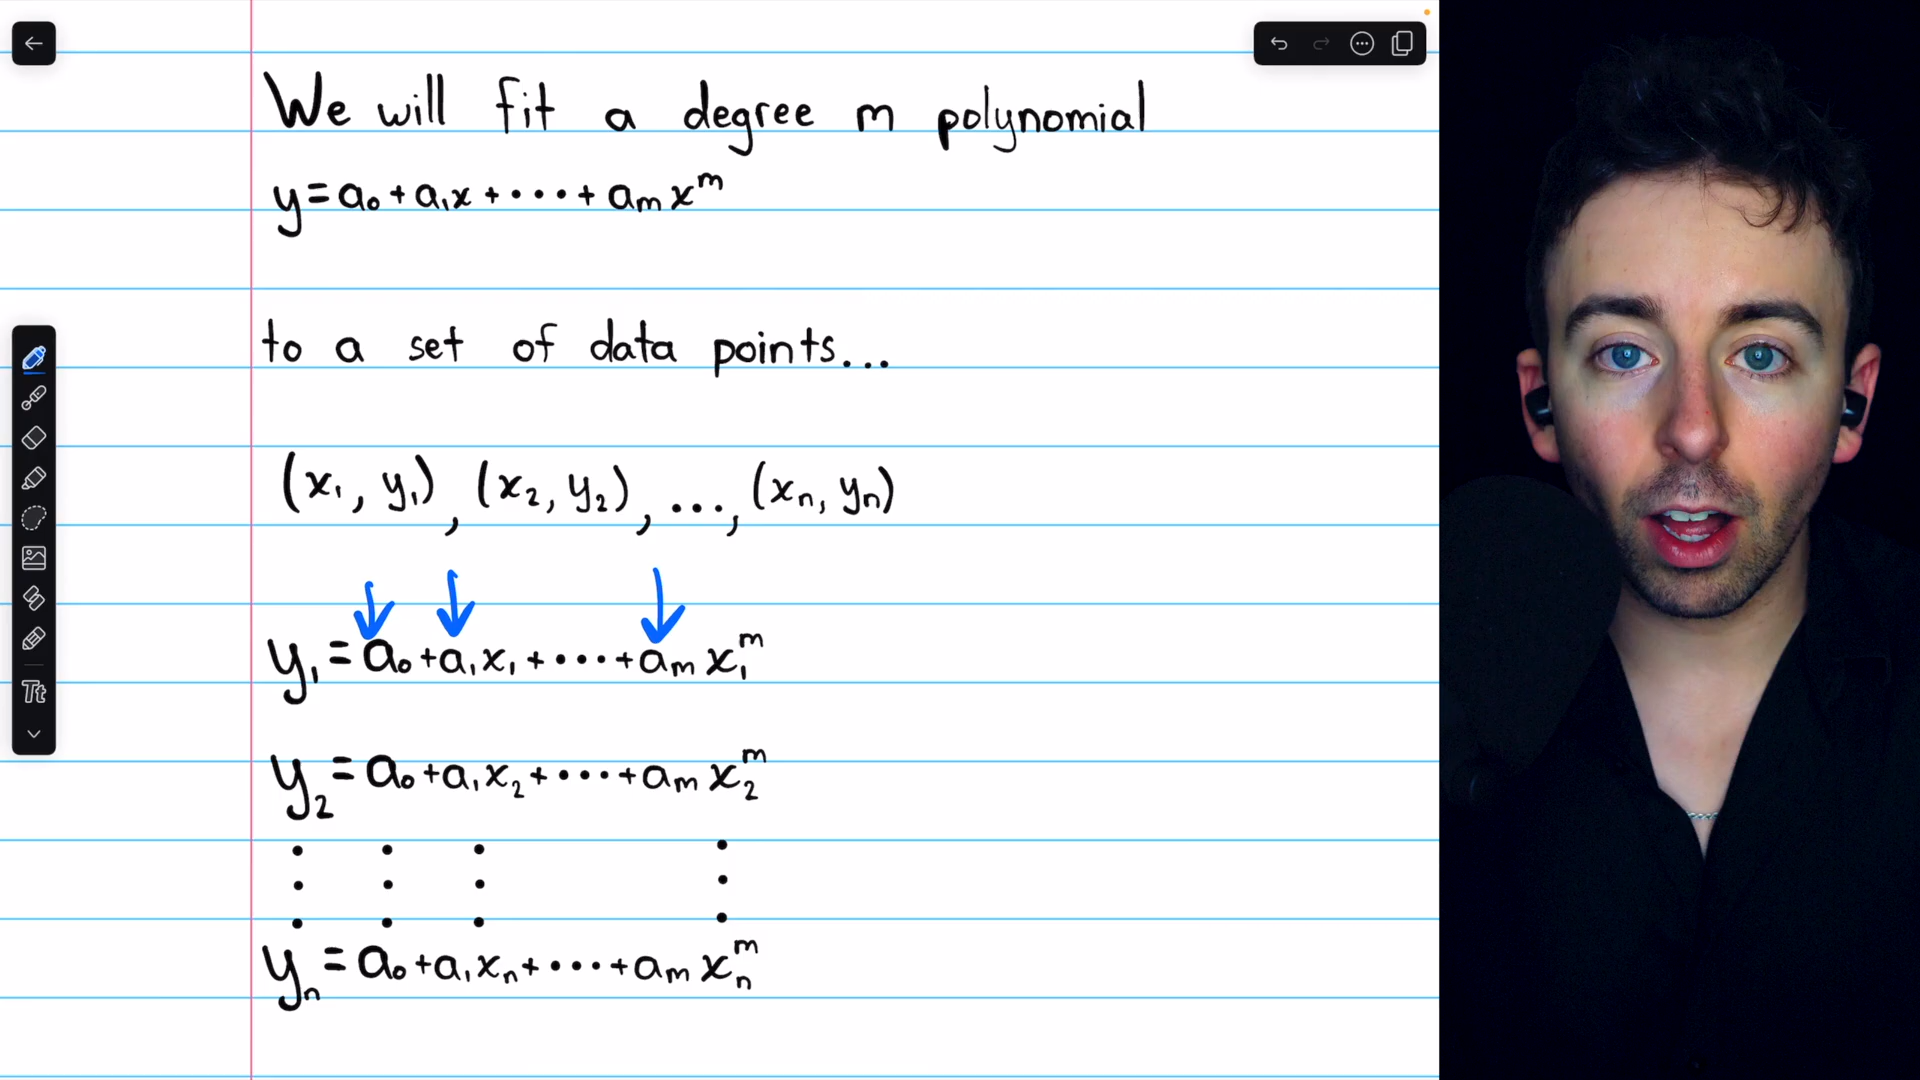 We will fit a degree m polynomial
y = a₀ + a₁x + ··· + aₘxᵐ
to a set of data points...
(x₁, y₁), (x₂, y₂), ..., (xₙ, yₙ)
y₁ = a₀ + a₁x₁ + ···· + aₘx₁ᵐ
y₂ = a₀ + a₁x₂ + ···· + aₘx₂ᵐ
⋮ ⋮ ⋮ ⋮
yₙ = a₀ + a₁xₙ + ···· + aₘxₙᵐ
Tt